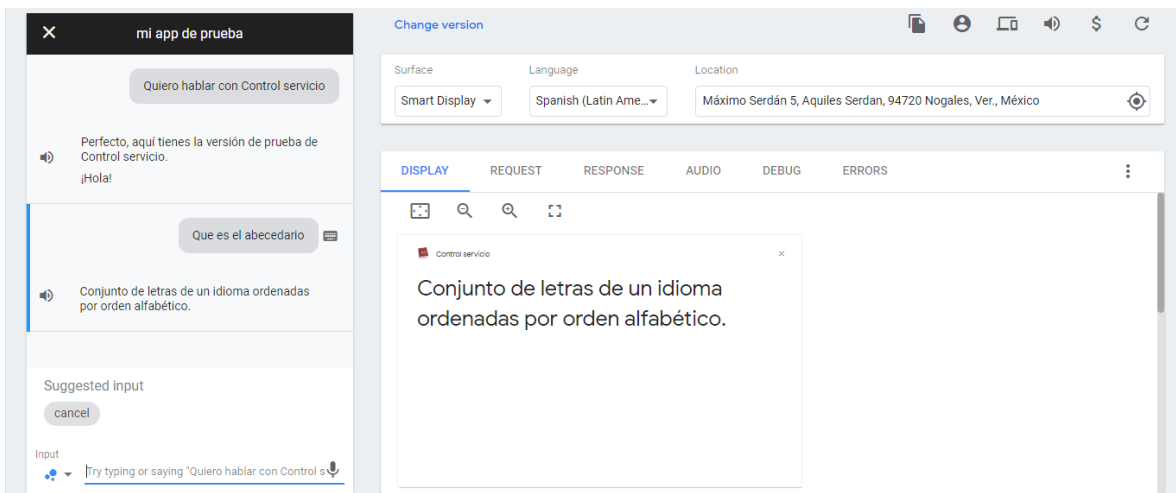 mi app de prueba
Quiero hablar con Control servicio
Perfecto, aquí tienes la versión de prueba de
Control servicio.
¡Hola!
Que es el abecedario
Conjunto de letras de un idioma ordenadas
por orden alfabético.
Suggested input
cancel
Input
Try typing or saying "Quiero hablar con Control s
Change version
Surface
Language
Location
Smart Display
Spanish (Latin Ame...
Máximo Serdán 5, Aquiles Serdan, 94720 Nogales, Ver., México
DISPLAY
REQUEST
RESPONSE
AUDIO
DEBUG
ERRORS
Control servicio
Conjunto de letras de un idioma
ordenadas por orden alfabético.